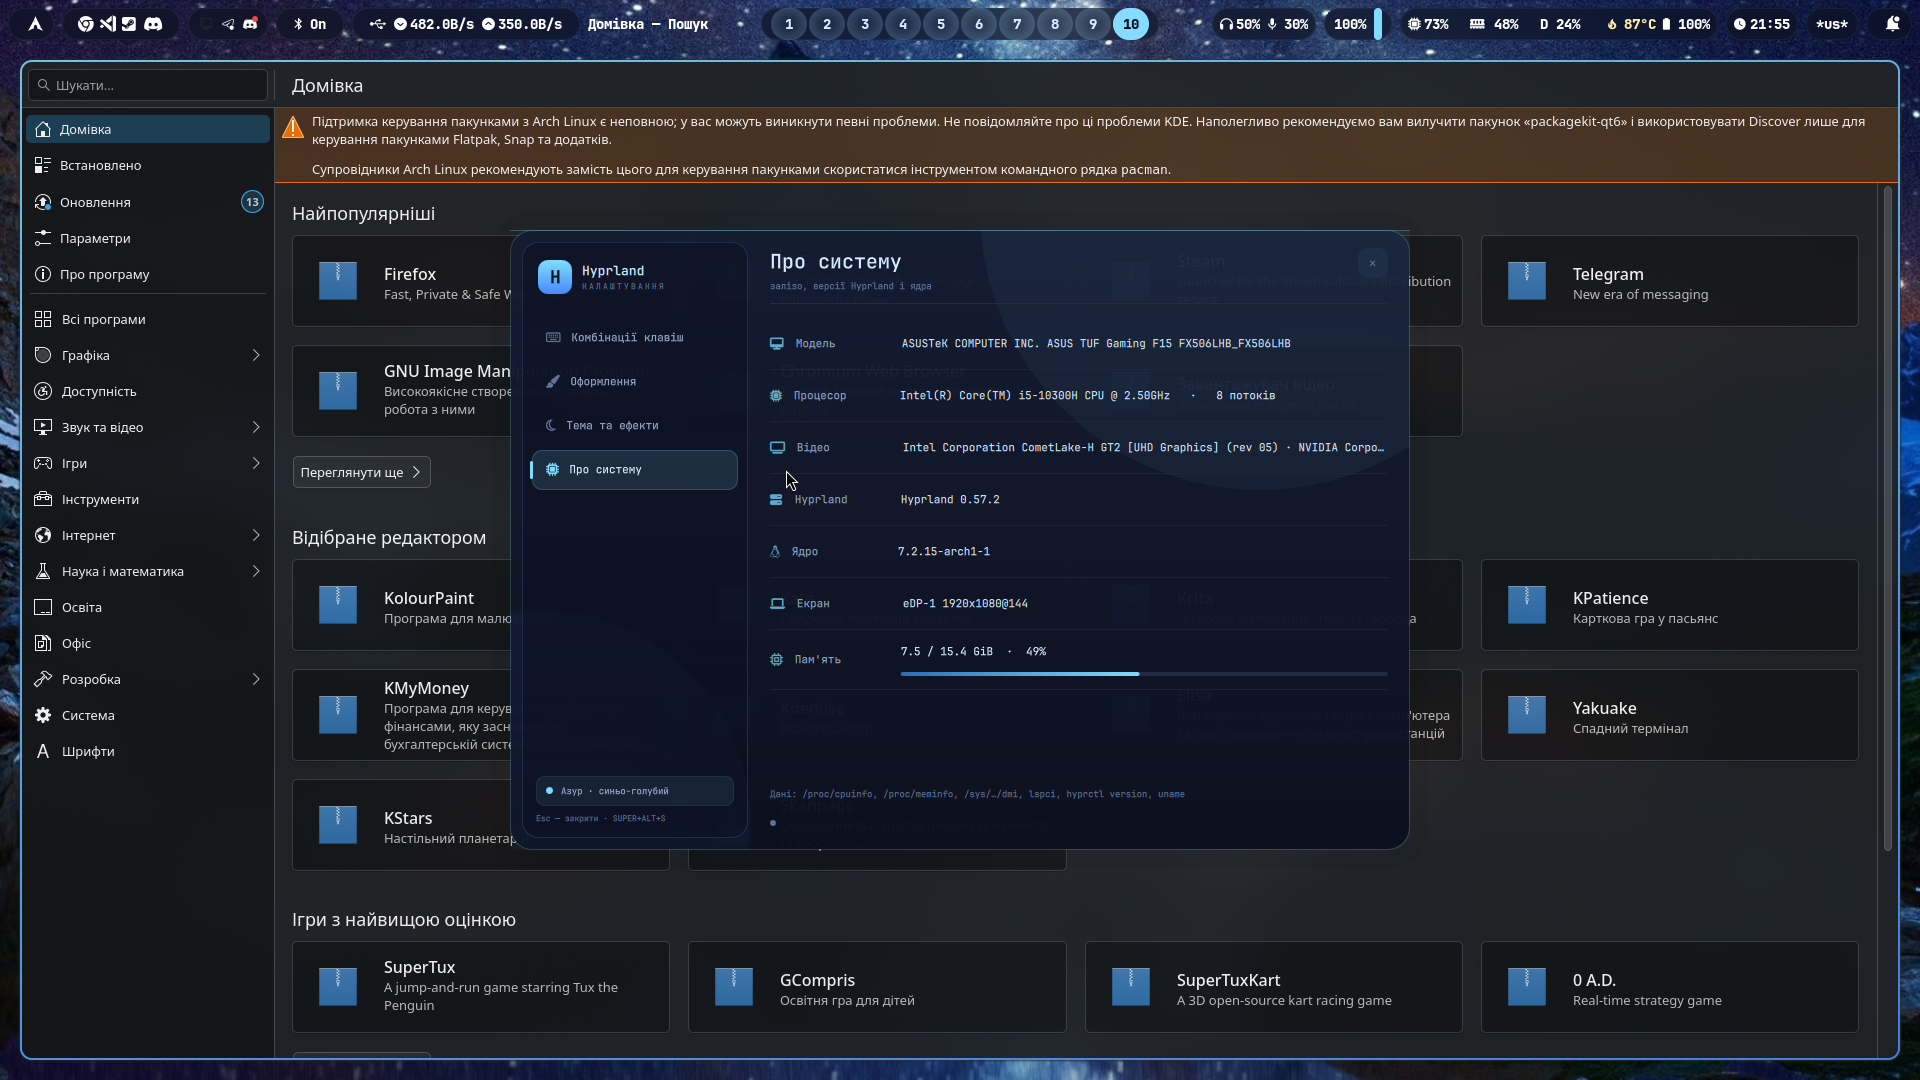 On
482.0B/s 350.0B/s
Домівка — Пошук
1 2 3 4 5 6 7 8 9 10
50% 30%
100%
73% 48% D 24% 87°C 100%
21:55
*us*
Шукати...
Домівка
Встановлено
Оновлення
13
Параметри
Про програму
Всі програми
Графіка
Доступність
Звук та відео
Ігри
Інструменти
Інтернет
Наука і математика
Освіта
Офіс
Розробка
Система
Шрифти
Домівка
Підтримка керування пакунками з Arch Linux є неповною; у вас можуть виникнути певні проблеми. Не повідомляйте про ці проблеми KDE. Наполегливо рекомендуємо вам вилучити пакунок «packagekit-qt6» і використовувати Discover лише для
керування пакунками Flatpak, Snap та додатків.
Супровідники Arch Linux рекомендують замість цього для керування пакунками скористатися інструментом командного рядка pacman.
Найпопулярніші
Firefox
Fast, Private & Safe W
Steam
Telegram
New era of messaging
GNU Image Man
Високоякісне створе
робота з ними
Chromium Web Browser
Завантажувач відео
Переглянути ще
Відібране редактором
KolourPaint
Програма для малю
Krita
KPatience
Карткова гра у пасьянс
KMyMoney
Програма для керув
фінансами, яку засн
бухгалтерській систе
Kdenlive
Elisa
Yakuake
Спадний термінал
KStars
Настільний планетар
Skanpage
Ігри з найвищою оцінкою
SuperTux
A jump-and-run game starring Tux the
Penguin
GCompris
Освітня гра для дітей
SuperTuxKart
A 3D open-source kart racing game
0 A.D.
Real-time strategy game
H
Hyprland
НАЛАШТУВАННЯ
Комбінації клавіш
Оформлення
Тема та ефекти
Про систему
Азур · синьо-голубий
Esc — закрити · SUPER+ALT+S
Про систему
залізо, версії Hyprland і ядра
×
Модель ASUSTeK COMPUTER INC. ASUS TUF Gaming F15 FX506LHB_FX506LHB
Процесор Intel(R) Core(TM) i5-10300H CPU @ 2.50GHz · 8 потоків
Відео Intel Corporation CometLake-H GT2 [UHD Graphics] (rev 05) · NVIDIA Corpo…
Hyprland Hyprland 0.57.2
Ядро 7.2.15-arch1-1
Екран eDP-1 1920x1080@144
Пам'ять 7.5 / 15.4 GiB · 49%
Дані: /proc/cpuinfo, /proc/meminfo, /sys/…/dmi, lspci, hyprctl version, uname